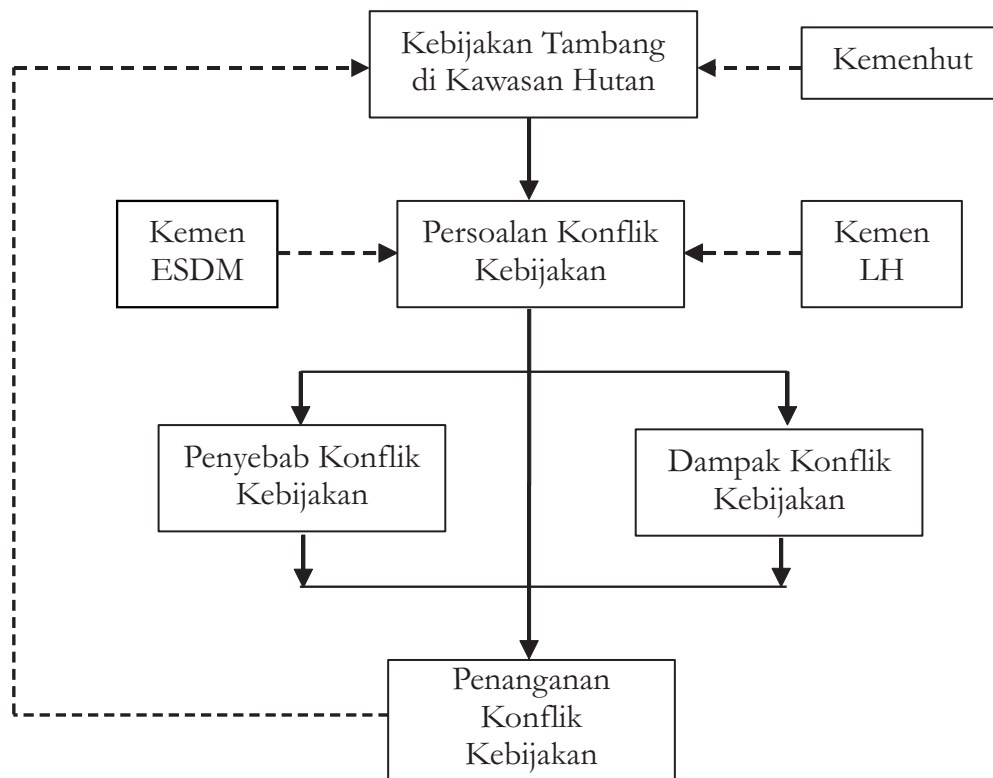 Kebijakan Tambang
di Kawasan Hutan
Kemenhut
Kemen
ESDM
Persoalan Konflik
Kebijakan
Kemen
LH
Penyebab Konflik
Kebijakan
Dampak Konflik
Kebijakan
Penanganan
Konflik
Kebijakan